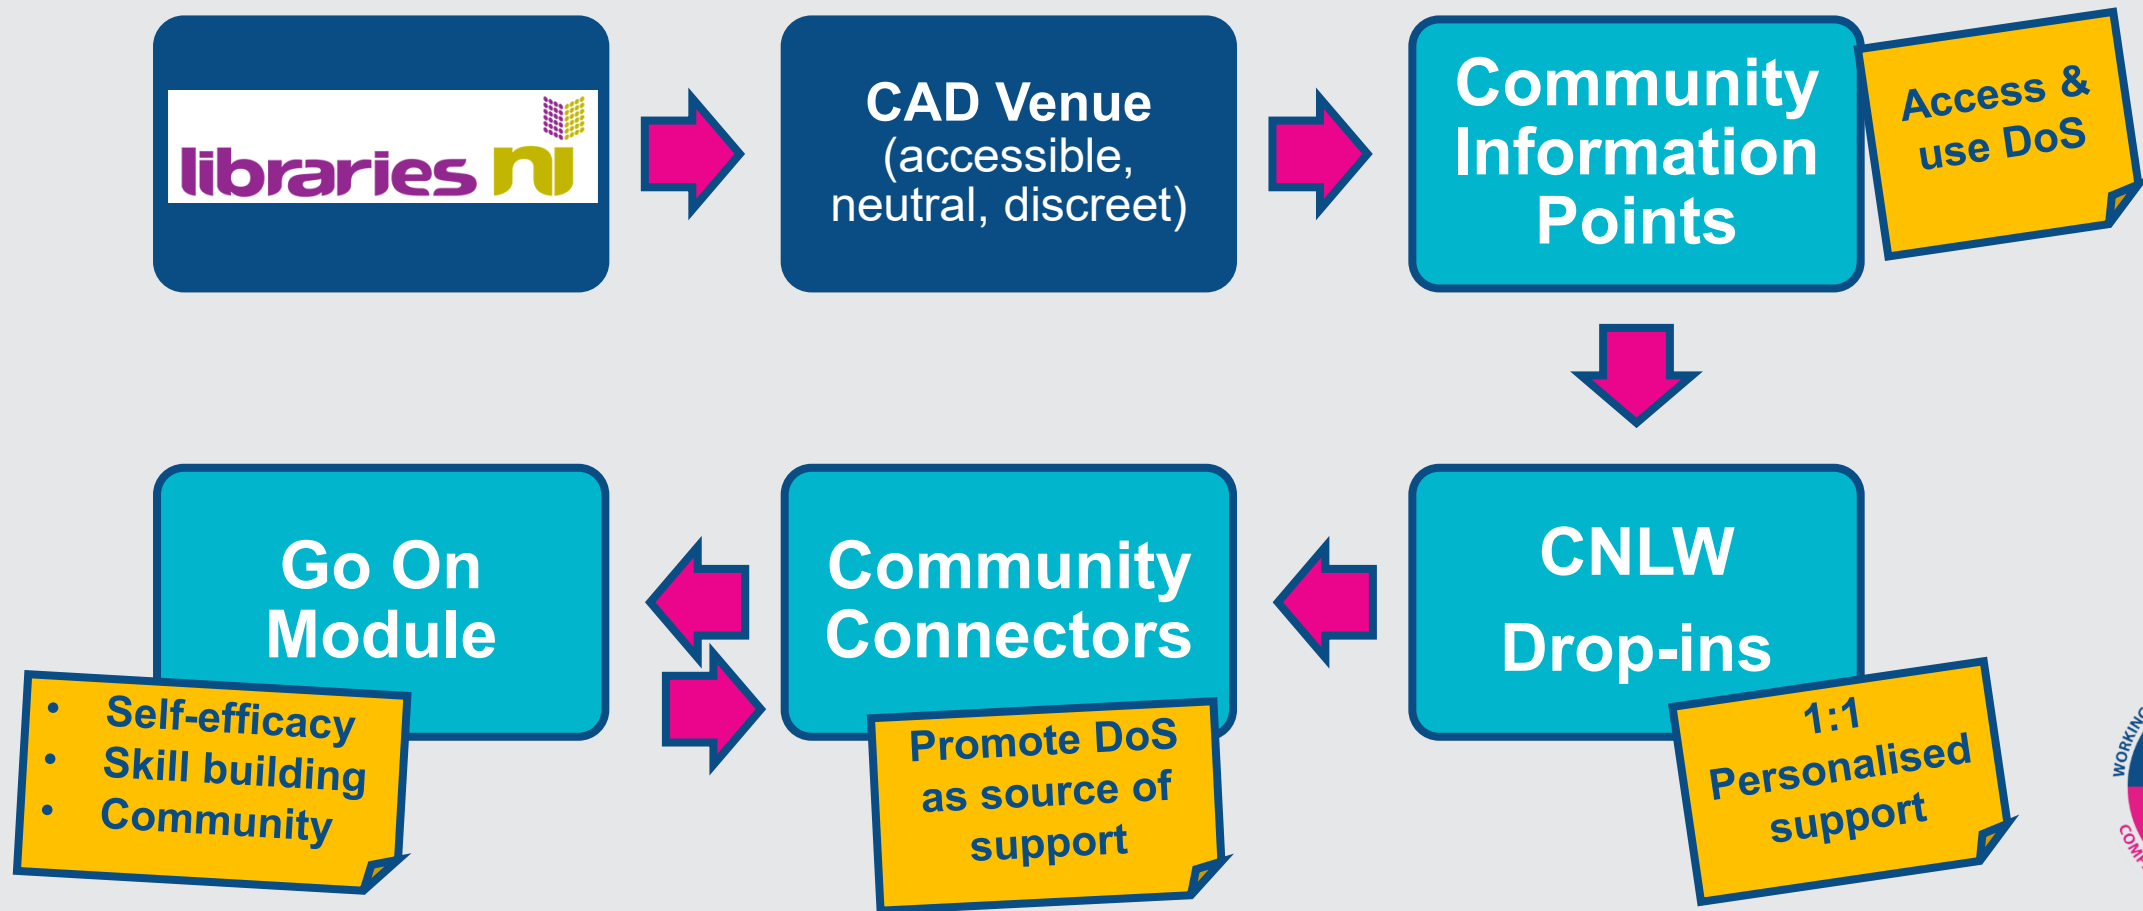 libraries ni
CAD Venue
(accessible,
neutral, discreet)
Community
Information
Points
Access &
use DoS
Go On
Module
• Self-efficacy
• Skill building
• Community
Community
Connectors
Promote DoS
as source of
support
CNLW
Drop-ins
1:1
Personalised
support
WORKING